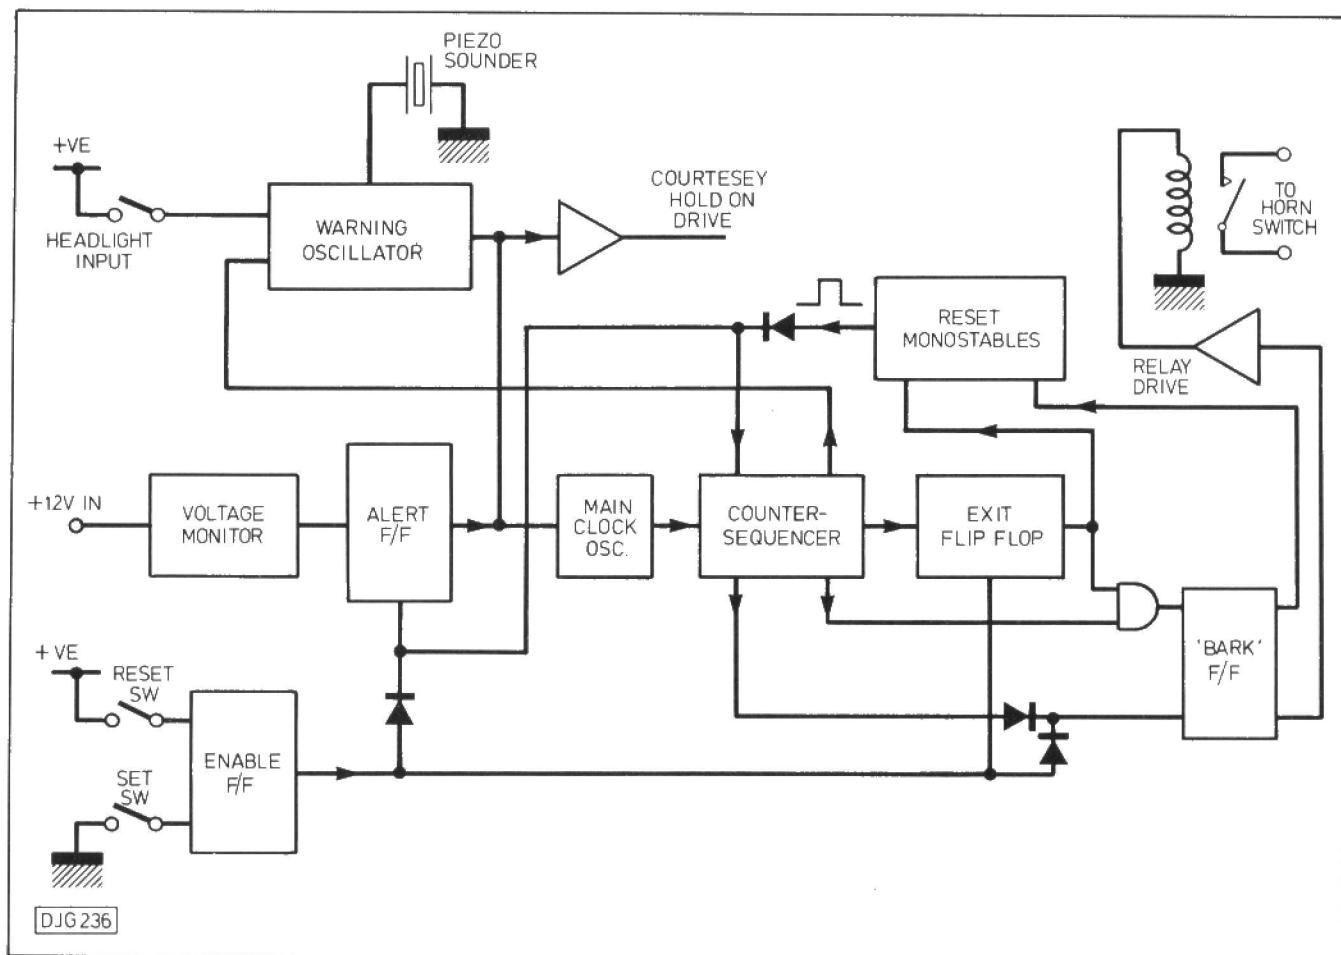 PIEZO
SOUNDER
+VE
HEADLIGHT
INPUT
WARNING
OSCILLATOR
COURTESEY
HOLD ON
DRIVE
TO
HORN
SWITCH
RESET
MONOSTABLES
RELAY
DRIVE
+12V IN
VOLTAGE
MONITOR
ALERT
F/F
MAIN
CLOCK
OSC.
COUNTER-
SEQUENCER
EXIT
FLIP FLOP
'BARK'
F/F
+VE
RESET
SW
SET
SW
ENABLE
F/F
DJG 236